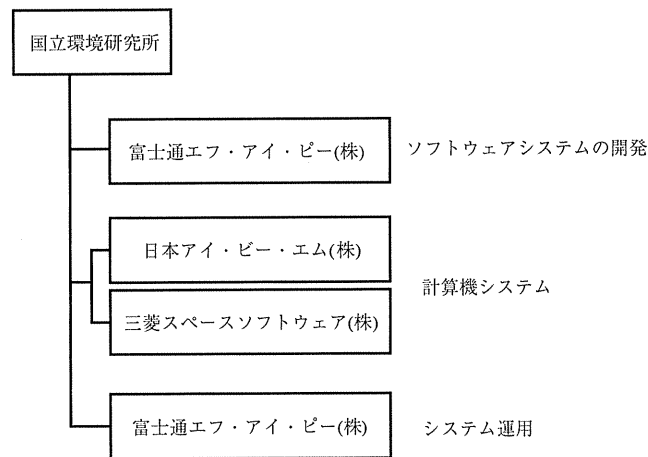 国立環境研究所
富士通エフ・アイ・ピー(株)
ソフトウェアシステムの開発
日本アイ・ビー・エム(株)
三菱スペースソフトウェア(株)
計算機システム
富士通エフ・アイ・ピー(株)
システム運用